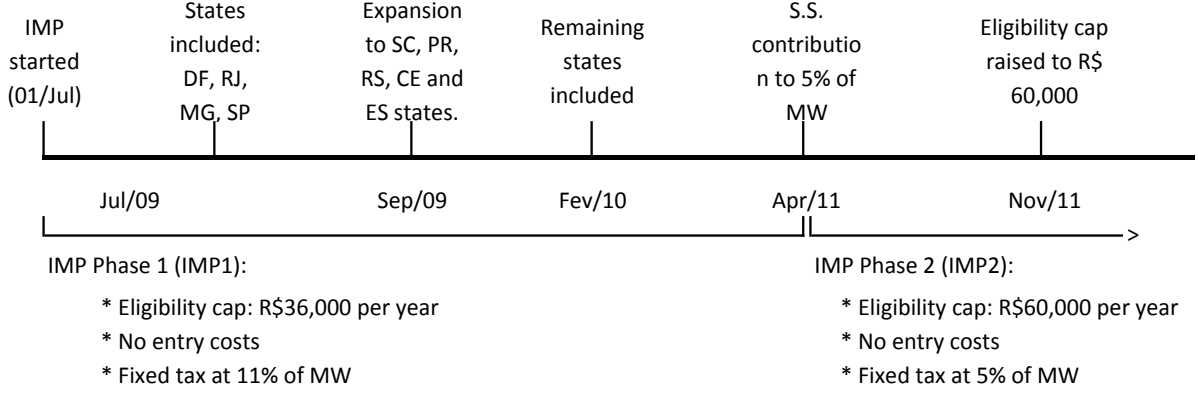 IMP
started
(01/Jul)
States
included:
DF, RJ,
MG, SP
Expansion
to SC, PR,
RS, CE and
ES states.
Remaining
states
included
S.S.
contributio
n to 5% of
MW
Eligibility cap
raised to R$
60,000
Jul/09
Sep/09
Fev/10
Apr/11
Nov/11
>
IMP Phase 1 (IMP1):
* Eligibility cap: R$36,000 per year
* No entry costs
* Fixed tax at 11% of MW
IMP Phase 2 (IMP2):
* Eligibility cap: R$60,000 per year
* No entry costs
* Fixed tax at 5% of MW